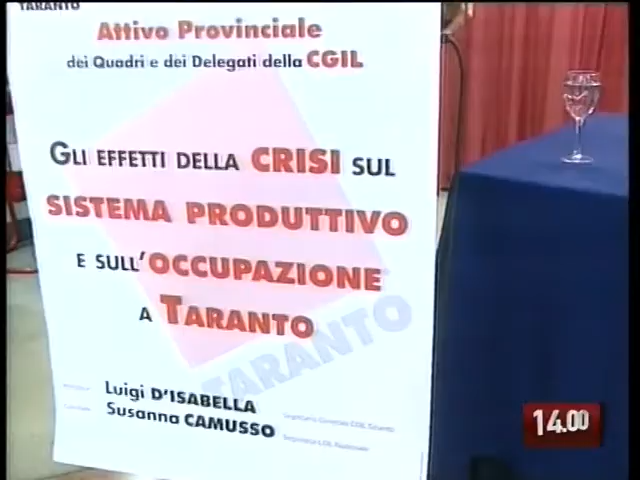 TARANTO
Attivo Provinciale
dei Quadri e dei Delegati della CGIL
GLI EFFETTI DELLA CRISI SUL
SISTEMA PRODUTTIVO
E SULL'OCCUPAZIONE
A TARANTO
TARANTO
Luigi D'ISABELLA
Susanna CAMUSSO
14.00